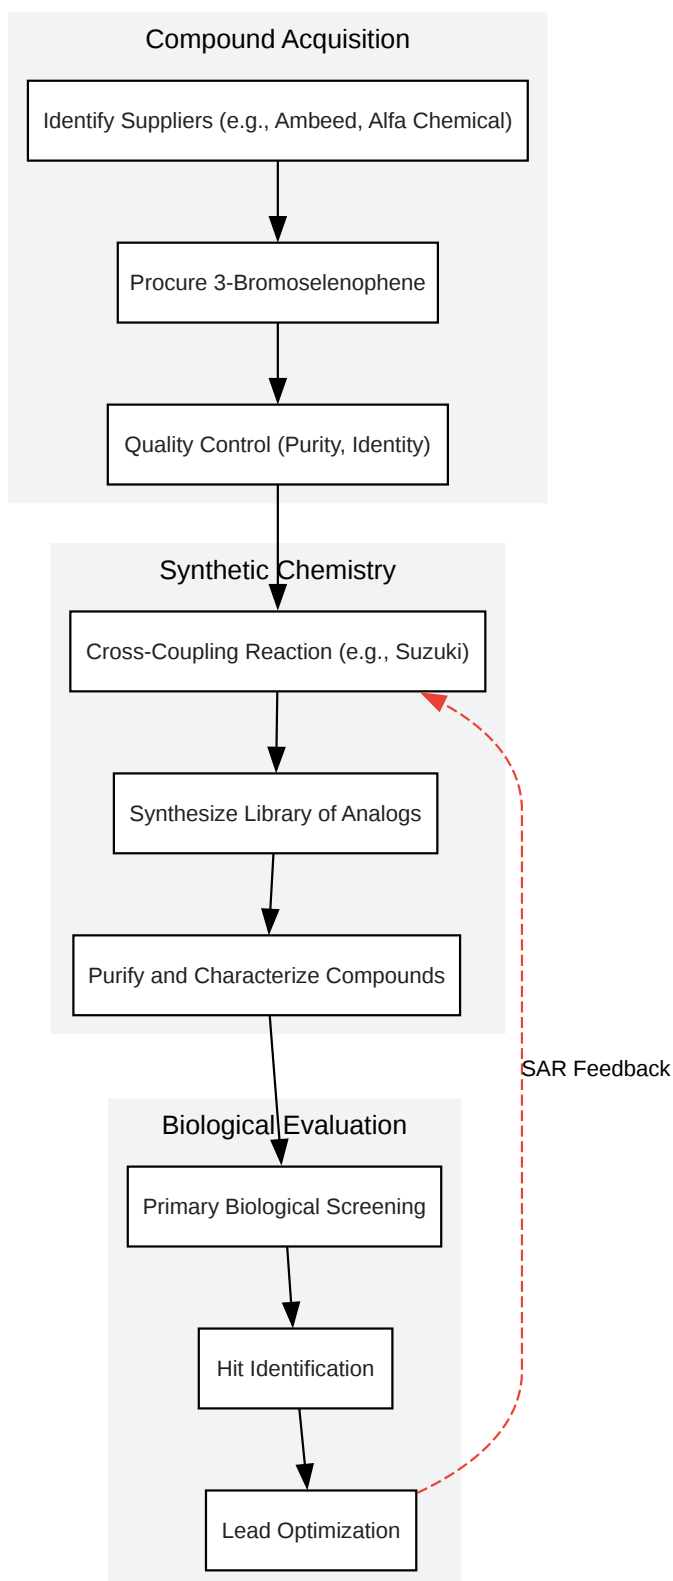 Compound Acquisition
Identify Suppliers (e.g., Ambeed, Alfa Chemical)
Procure 3-Bromoselenophene
Quality Control (Purity, Identity)
Synthetic Chemistry
Cross-Coupling Reaction (e.g., Suzuki)
Synthesize Library of Analogs
Purify and Characterize Compounds
SAR Feedback
Biological Evaluation
Primary Biological Screening
Hit Identification
Lead Optimization